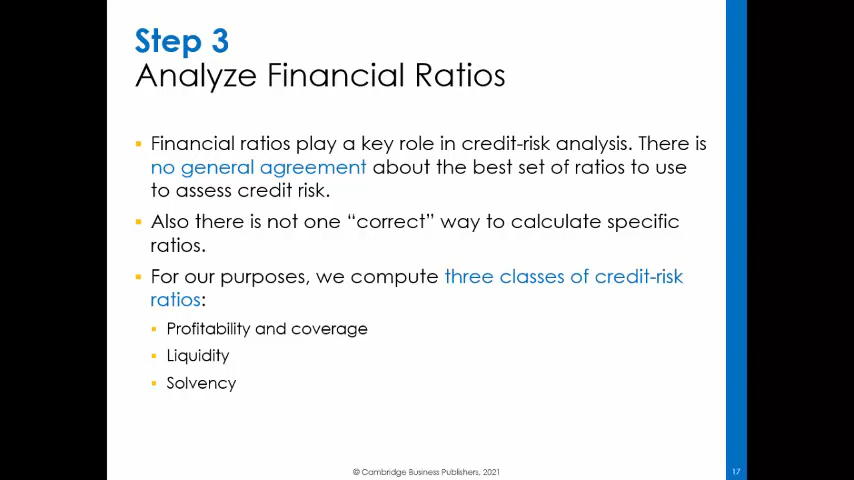 Step 3
Analyze Financial Ratios
▪ Financial ratios play a key role in credit-risk analysis. There is
no general agreement about the best set of ratios to use
to assess credit risk.
▪ Also there is not one “correct” way to calculate specific
ratios.
▪ For our purposes, we compute three classes of credit-risk
ratios:
▪ Profitability and coverage
▪ Liquidity
▪ Solvency
© Cambridge Business Publishers, 2021
17